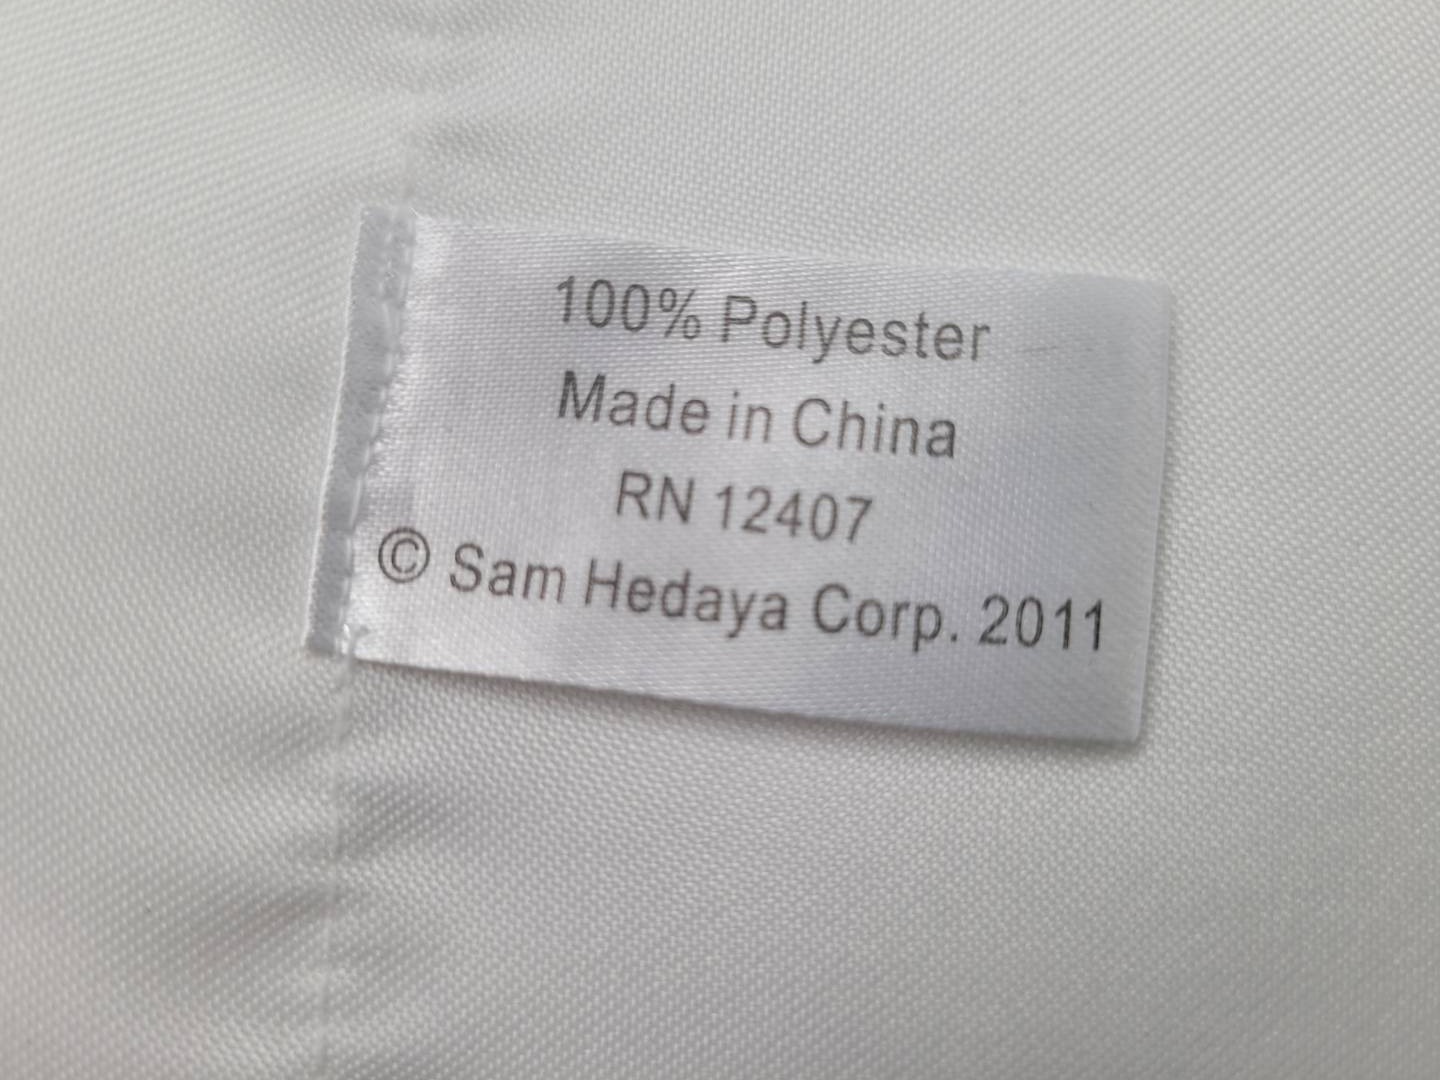 100% Polyester
Made in China
RN 12407
© Sam Hedaya Corp. 2011